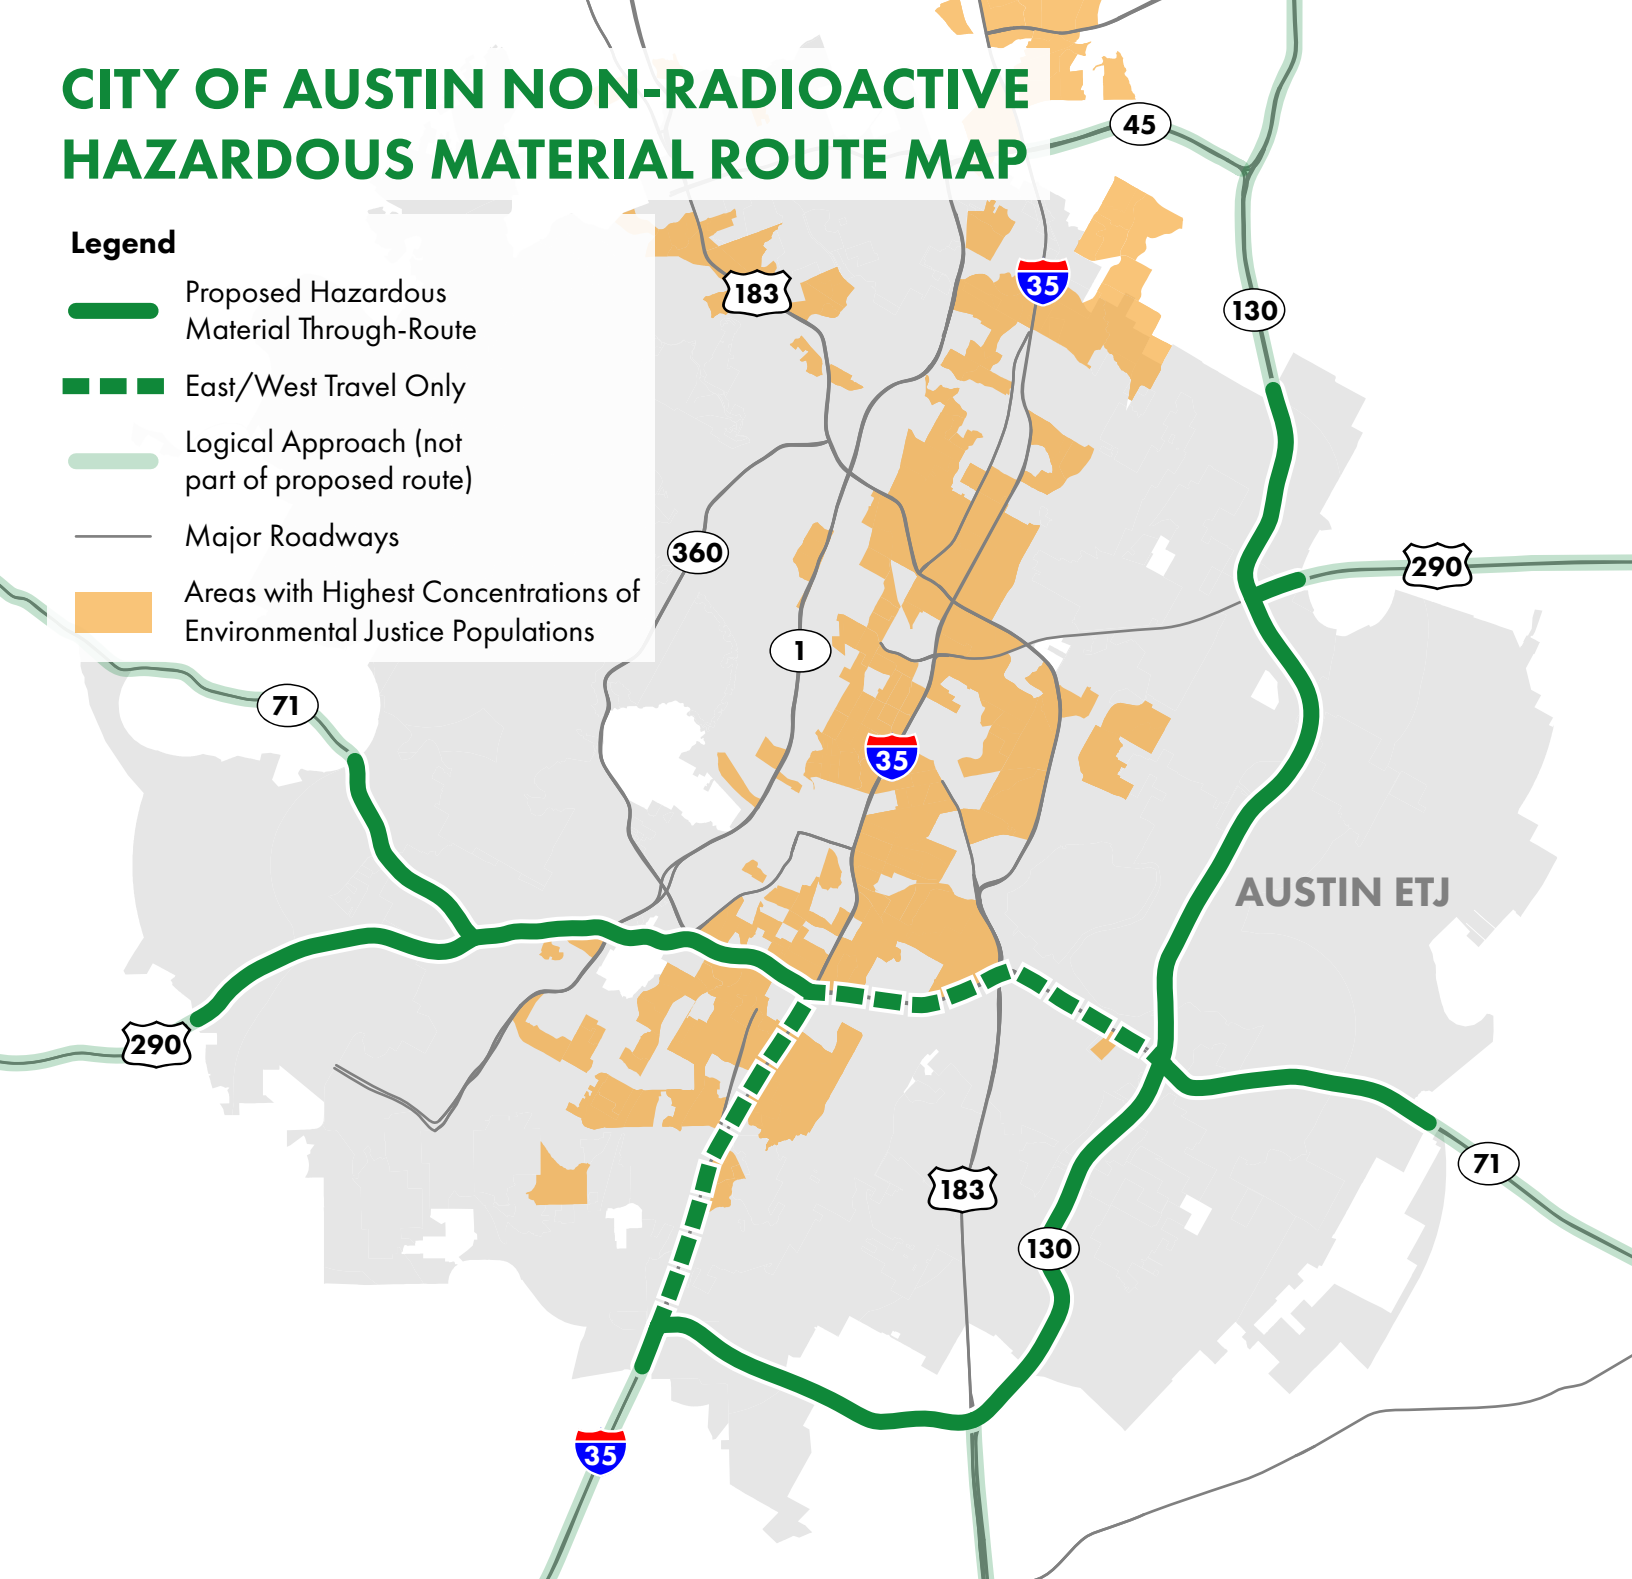 CITY OF AUSTIN NON-RADIOACTIVE
HAZARDOUS MATERIAL ROUTE MAP
Legend
Proposed Hazardous
Material Through-Route
East/West Travel Only
Logical Approach (not
part of proposed route)
Major Roadways
Areas with Highest Concentrations of
Environmental Justice Populations
45
35
183
130
360
290
1
71
35
AUSTIN ETJ
290
71
183
130
35